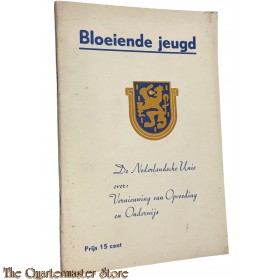 Bloeiende jeugd
De Nederlandsche Unie
over:
Vernieuwing van Opvoeding
en Onderwijs
Prijs 15 cent
The Quartermaster Store